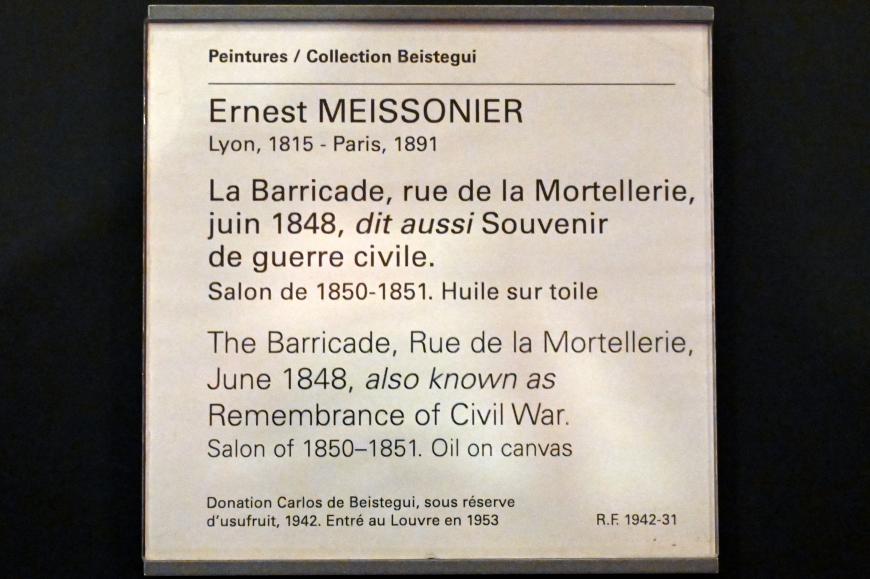 Peintures / Collection Beistegui
Ernest MEISSONIER
Lyon, 1815 - Paris, 1891
La Barricade, rue de la Mortellerie,
juin 1848, dit aussi Souvenir
de guerre civile.
Salon de 1850-1851. Huile sur toile
The Barricade, Rue de la Mortellerie,
June 1848, also known as
Remembrance of Civil War.
Salon of 1850–1851. Oil on canvas
Donation Carlos de Beistegui, sous réserve
d'usufruit, 1942. Entré au Louvre en 1953
R.F. 1942-31